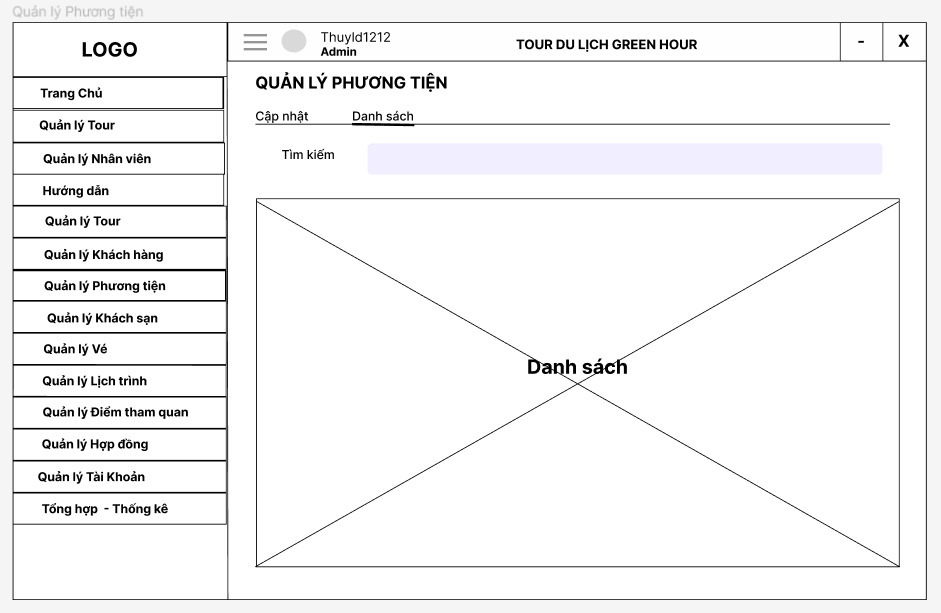 Quản lý Phương tiện
LOGO
Trang Chủ
Quản lý Tour
Quản lý Nhân viên
Hướng dẫn
Quản lý Tour
Quản lý Khách hàng
Quản lý Phương tiện
Quản lý Khách sạn
Quản lý Vé
Quản lý Lịch trình
Quản lý Điểm tham quan
Quản lý Hợp đồng
Quản lý Tài Khoản
Tổng hợp - Thống kê
ThuyId1212
Admin
TOUR DU LỊCH GREEN HOUR
-
X
QUẢN LÝ PHƯƠNG TIỆN
Cập nhật
Danh sách
Tìm kiếm
Danh sách